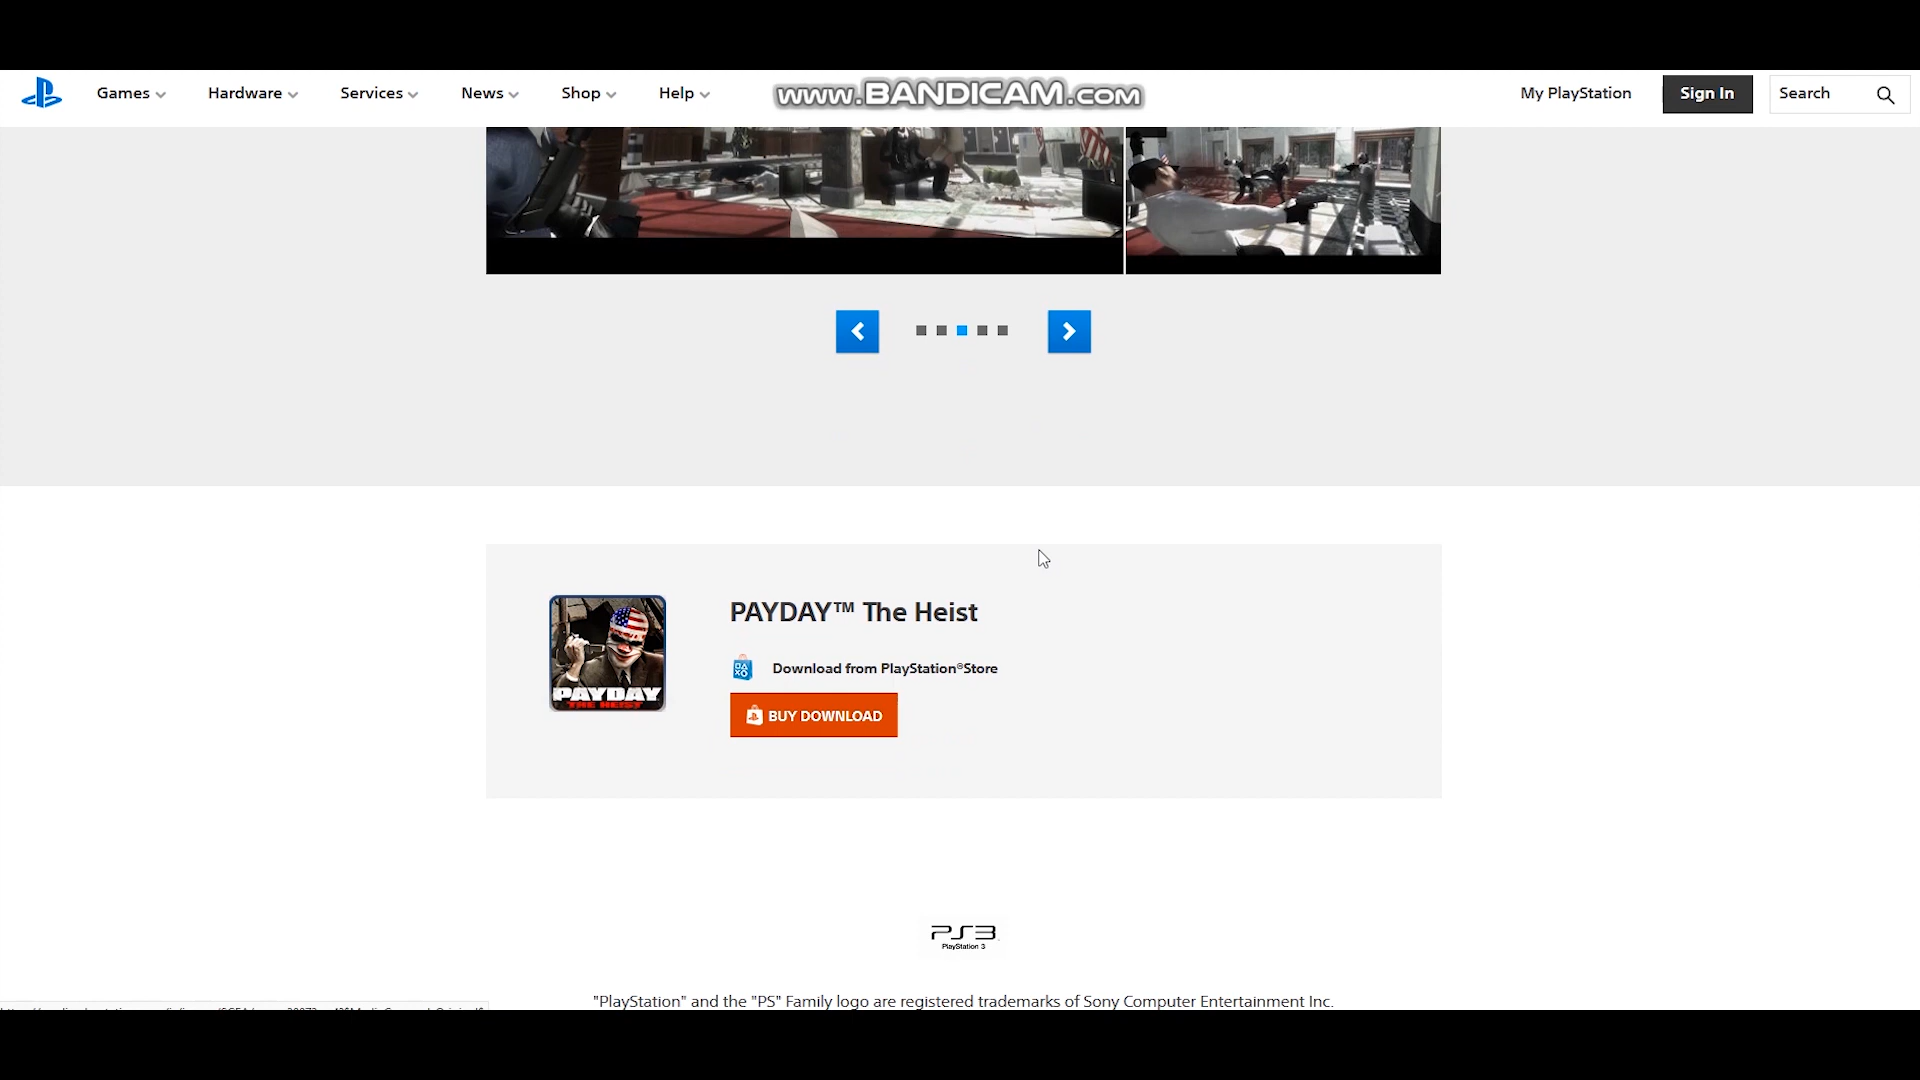 Games
Hardware
Services
News
Shop
Help
www.BANDICAM.com
My PlayStation
Sign In
Search
PAYDAY™ The Heist
PAYDAY
THE HEIST
Download from PlayStation®Store
BUY DOWNLOAD
PS3
PlayStation 3
"PlayStation" and the "PS" Family logo are registered trademarks of Sony Computer Entertainment Inc.